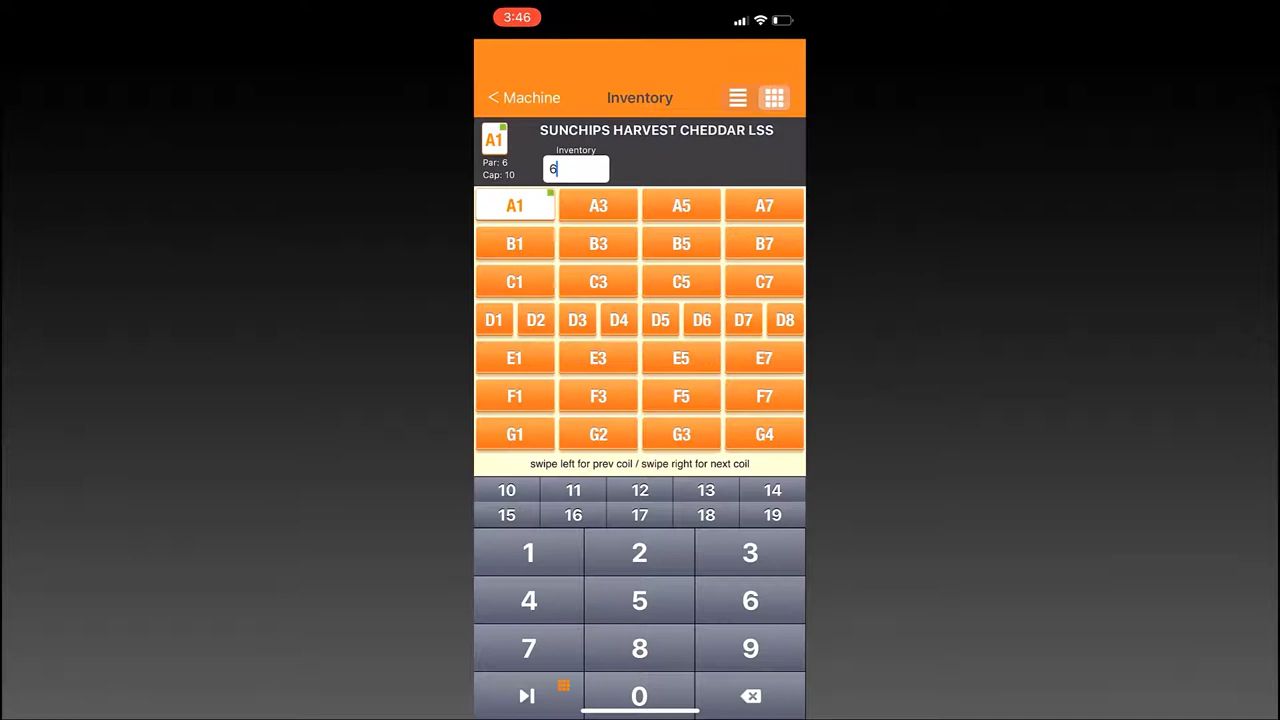 3:46
< Machine Inventory
A1 SUNCHIPS HARVEST CHEDDAR LSS
Inventory
Par: 6
6
Cap: 10
A1 A3 A5 A7
B1 B3 B5 B7
C1 C3 C5 C7
D1 D2 D3 D4 D5 D6 D7 D8
E1 E3 E5 E7
F1 F3 F5 F7
G1 G2 G3 G4
swipe left for prev coil / swipe right for next coil
10 11 12 13 14
15 16 17 18 19
1 2 3
4 5 6
7 8 9
0